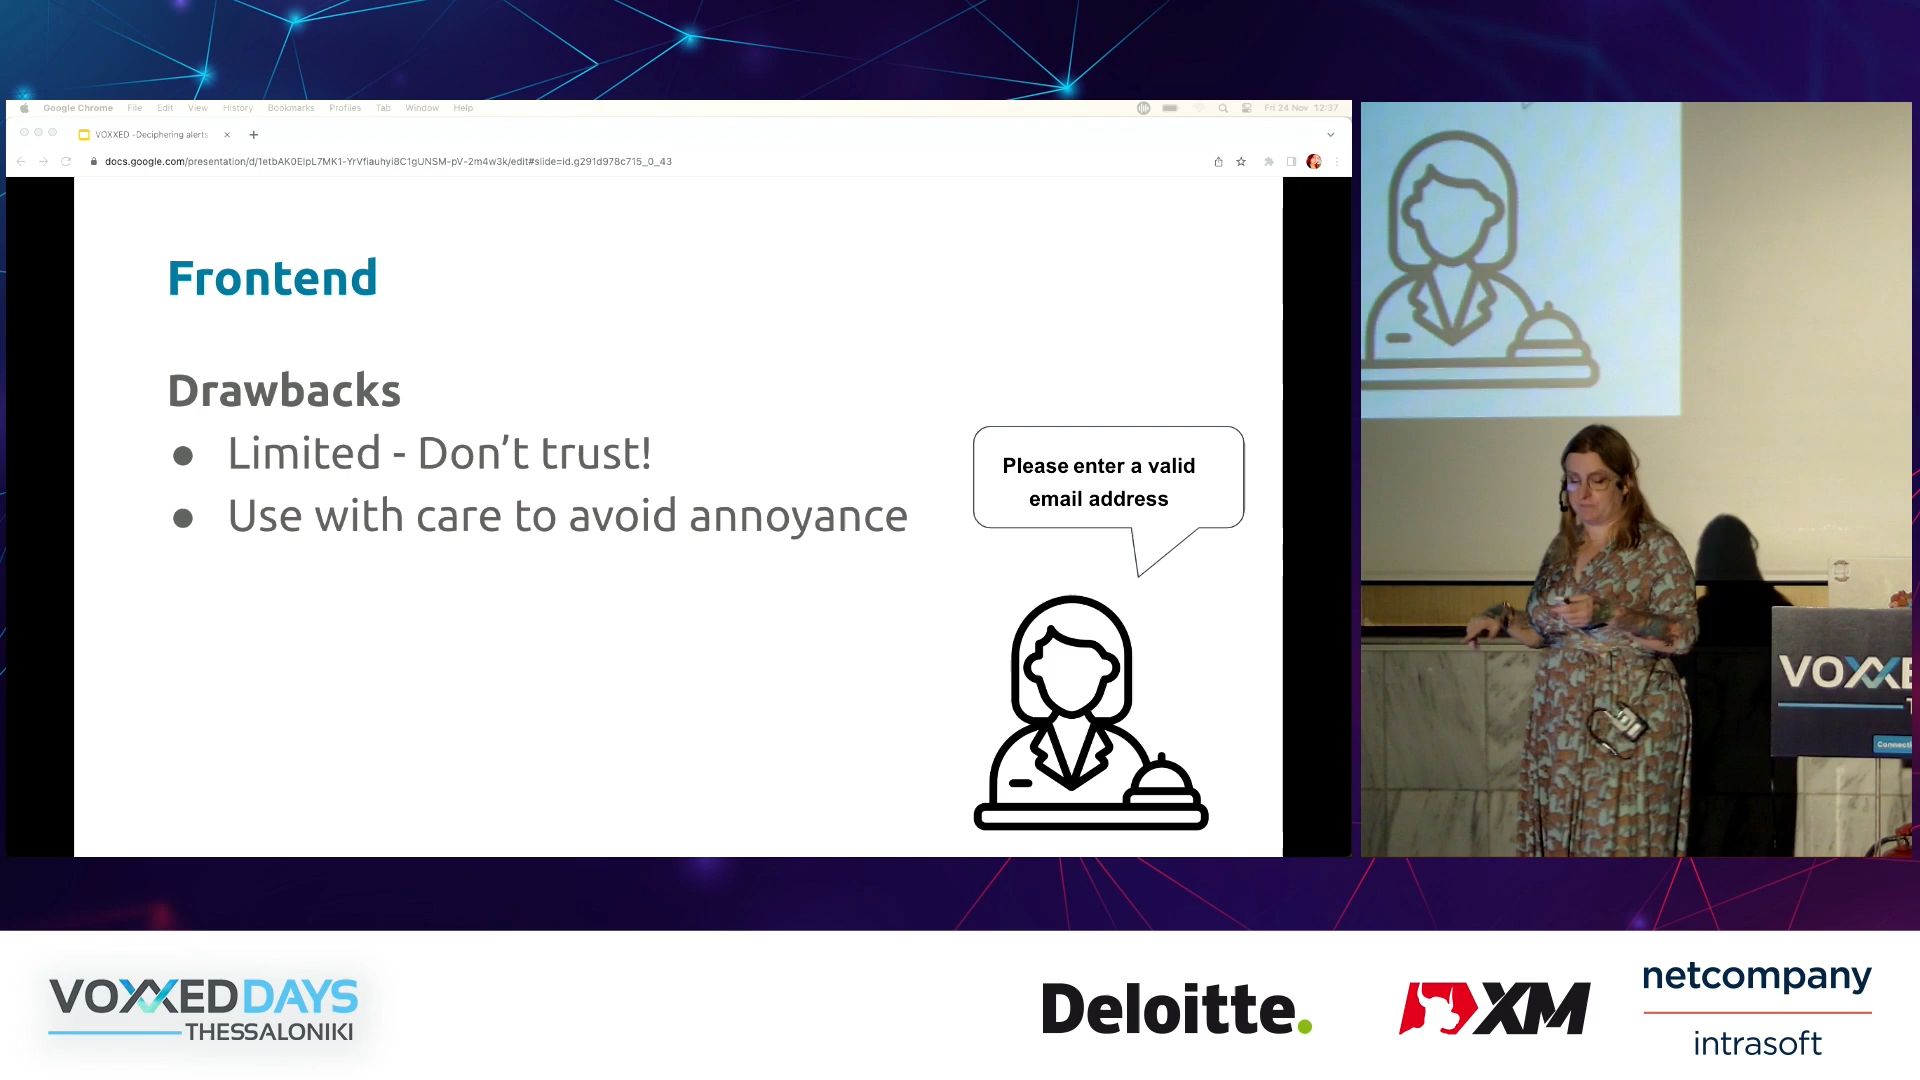 Google Chrome File Edit View History Bookmarks Profiles Tab Window Help
Fri 24 Nov 12:37
VOXXED -Deciphering alerts
docs.google.com/presentation/d/1etbAK0ElpL7MK1-YrVfiauhyi8C1gUNSM-pV-2m4w3k/edit#slide=id.g291d978c715_0_43
Frontend
Drawbacks
● Limited - Don’t trust!
● Use with care to avoid annoyance
Please enter a valid
email address
VOXXE
Connecti
VOXXED DAYS
THESSALONIKI
Deloitte.
XM
netcompany
intrasoft